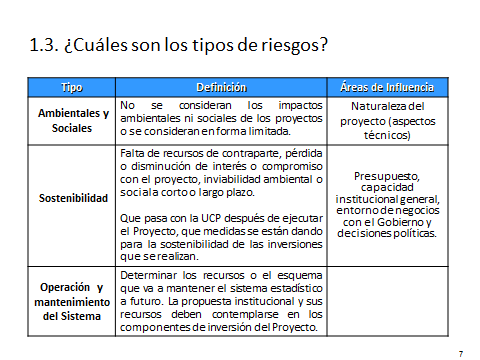 1.3. ¿Cuáles son los tipos de riesgos?
Tipo
Definición
Áreas de Influencia
Ambientales y
Sociales
No se consideran los impactos
ambientales ni sociales de los proyectos
o se consideran en forma limitada.
Naturaleza del
proyecto (aspectos
técnicos)
Sostenibilidad
Falta de recursos de contraparte, pérdida
o disminución de interés o compromiso
con el proyecto, inviabilidad ambiental o
social a corto o largo plazo.
Que pasa con la UCP después de ejecutar
el Proyecto, que medidas se están dando
para la sostenibilidad de las inversiones
que se realizan.
Presupuesto,
capacidad
institucional general,
entorno de negocios
con el Gobierno y
decisiones políticas.
Operación y
mantenimiento
del Sistema
Determinar los recursos o el esquema
que va a mantener el sistema estadístico
a futuro. La propuesta institucional y sus
recursos deben contemplarse en los
componentes de inversión del Proyecto.
7